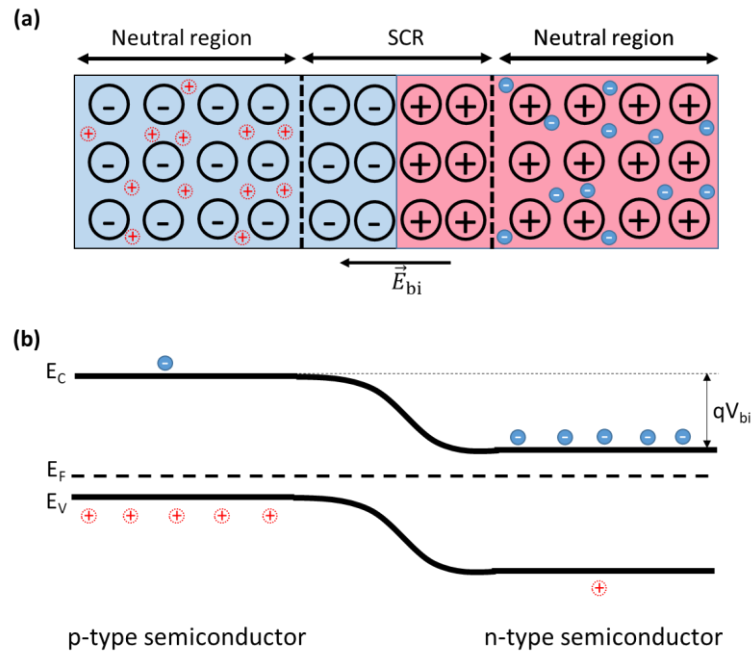 (a)
Neutral region SCR Neutral region
E⃗bi
(b)
EC
qVbi
EF
EV
p-type semiconductor n-type semiconductor